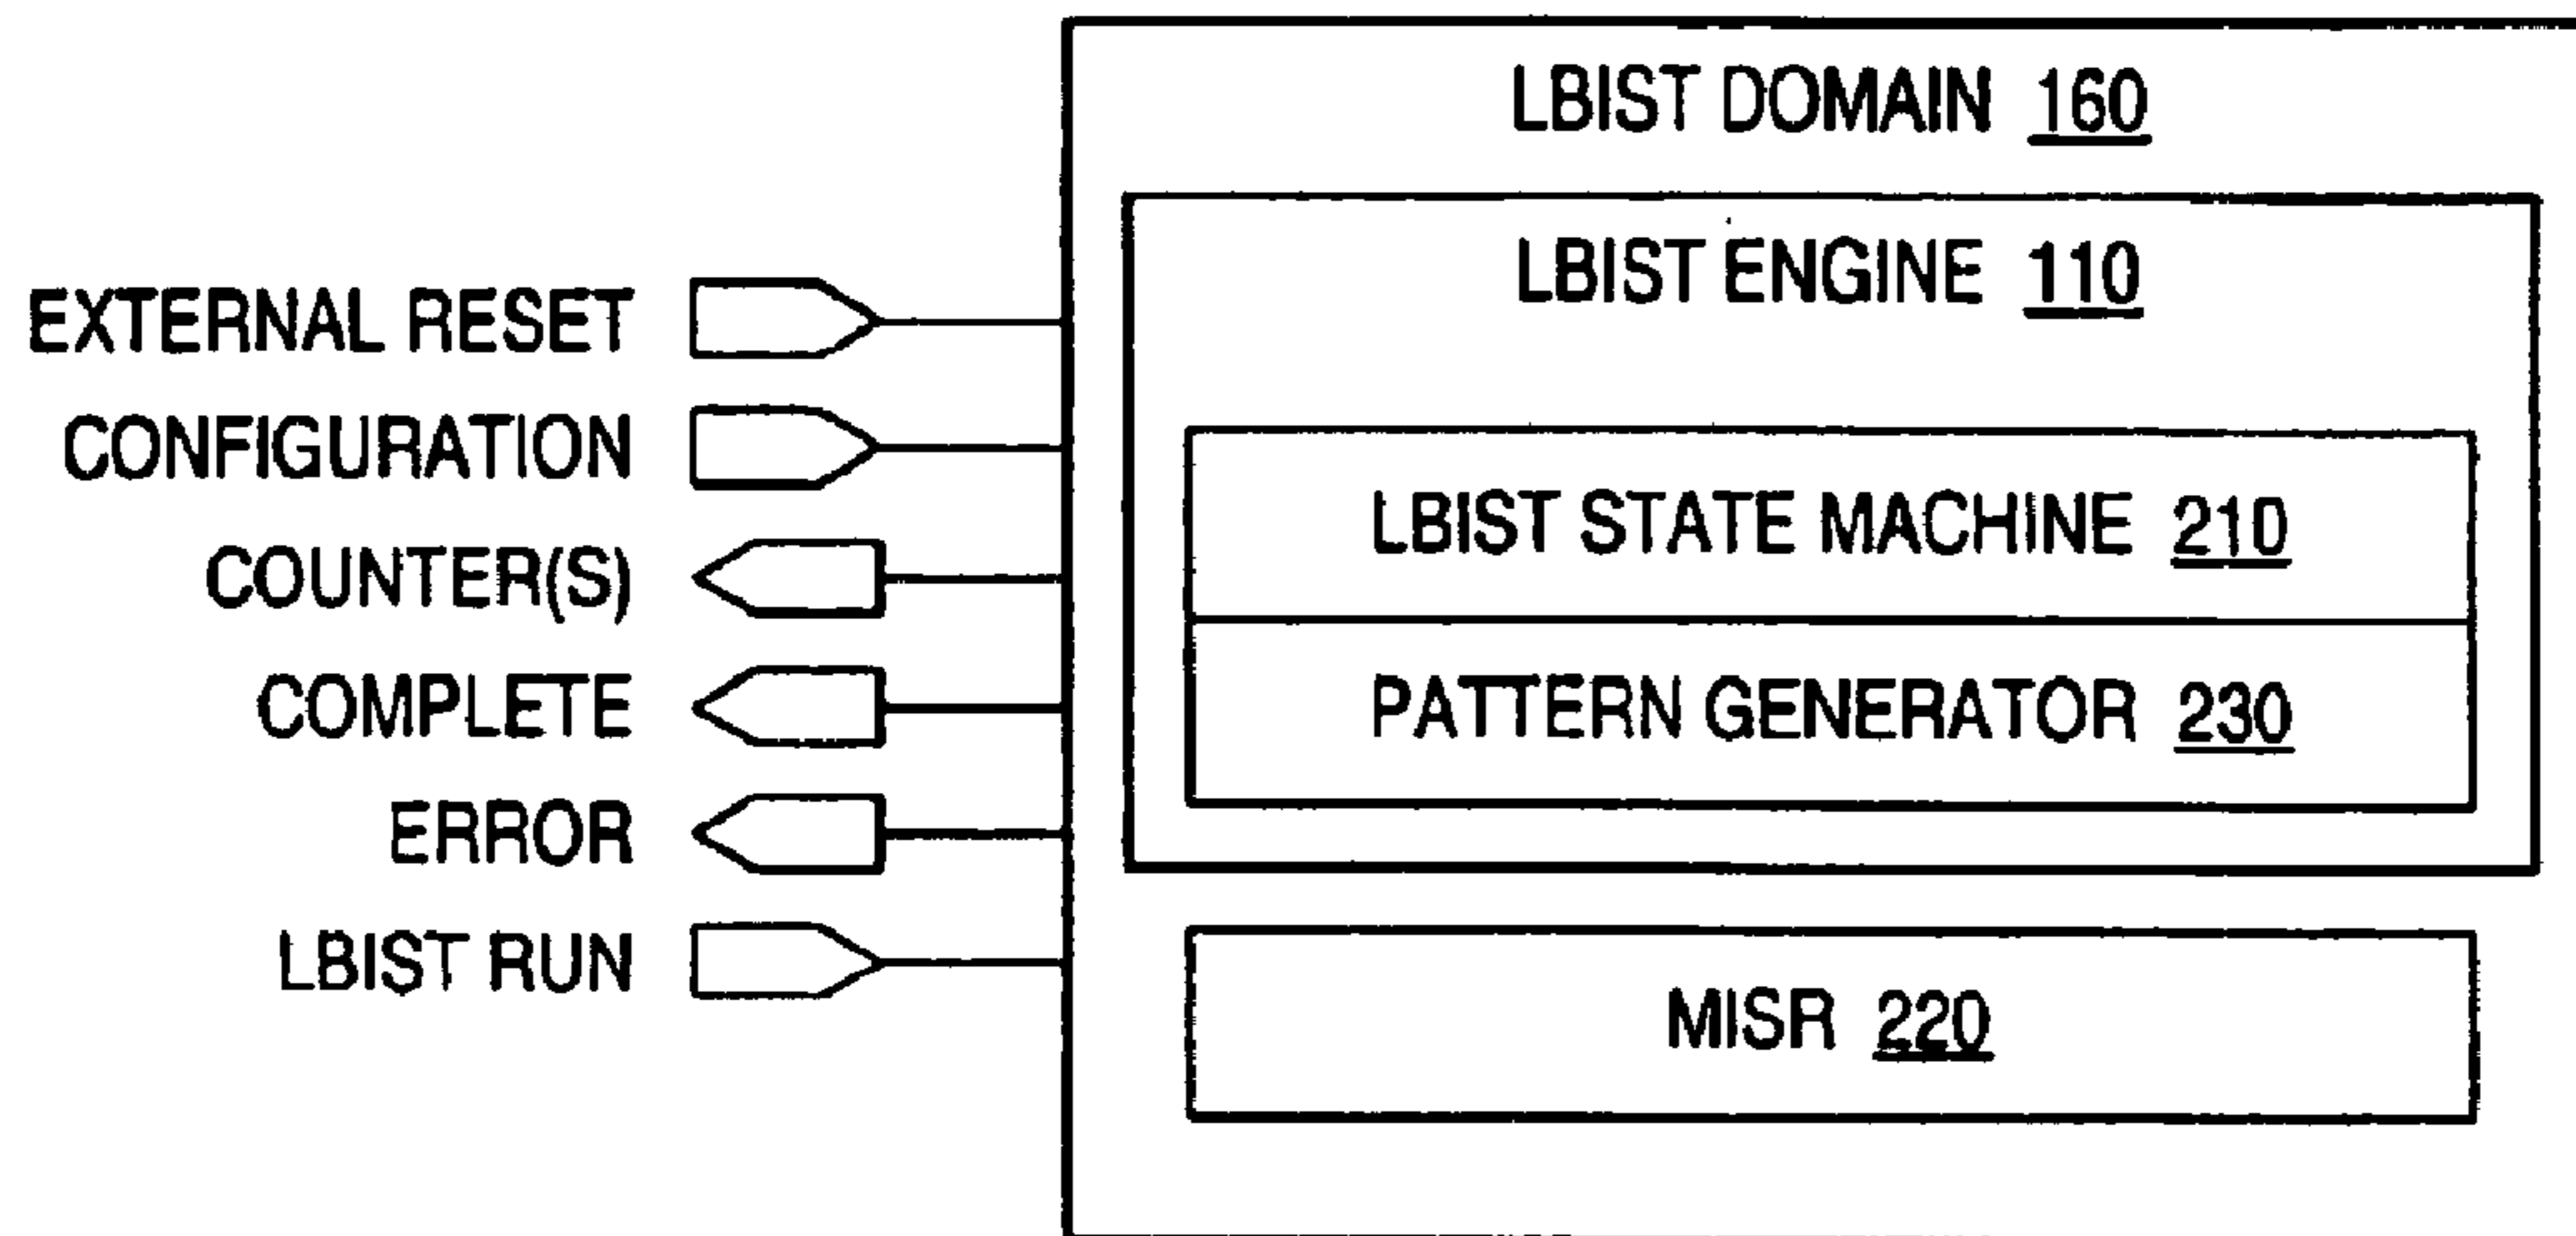 LBIST DOMAIN 160
LBIST ENGINE 110
EXTERNAL RESET
CONFIGURATION
COUNTER(S)
COMPLETE
ERROR
LBIST RUN
LBIST STATE MACHINE 210
PATTERN GENERATOR 230
MISR 220